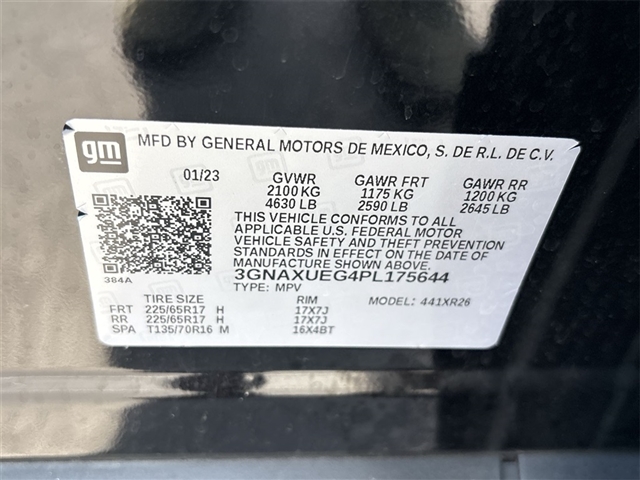 gm
MFD BY GENERAL MOTORS DE MEXICO, S. DE R.L. DE C.V.
01/23 GVWR GAWR FRT GAWR RR
2100 KG 1175 KG 1200 KG
4630 LB 2590 LB 2645 LB
THIS VEHICLE CONFORMS TO ALL
APPLICABLE U.S. FEDERAL MOTOR
VEHICLE SAFETY AND THEFT PREVENTION
STANDARDS IN EFFECT ON THE DATE OF
MANUFACTURE SHOWN ABOVE.
384A 3GNAXUEG4PL175644
TYPE: MPV
TIRE SIZE RIM MODEL: 441XR26
FRT 225/65R17 H 17X7J
RR 225/65R17 H 17X7J
SPA T135/70R16 M 16X4BT